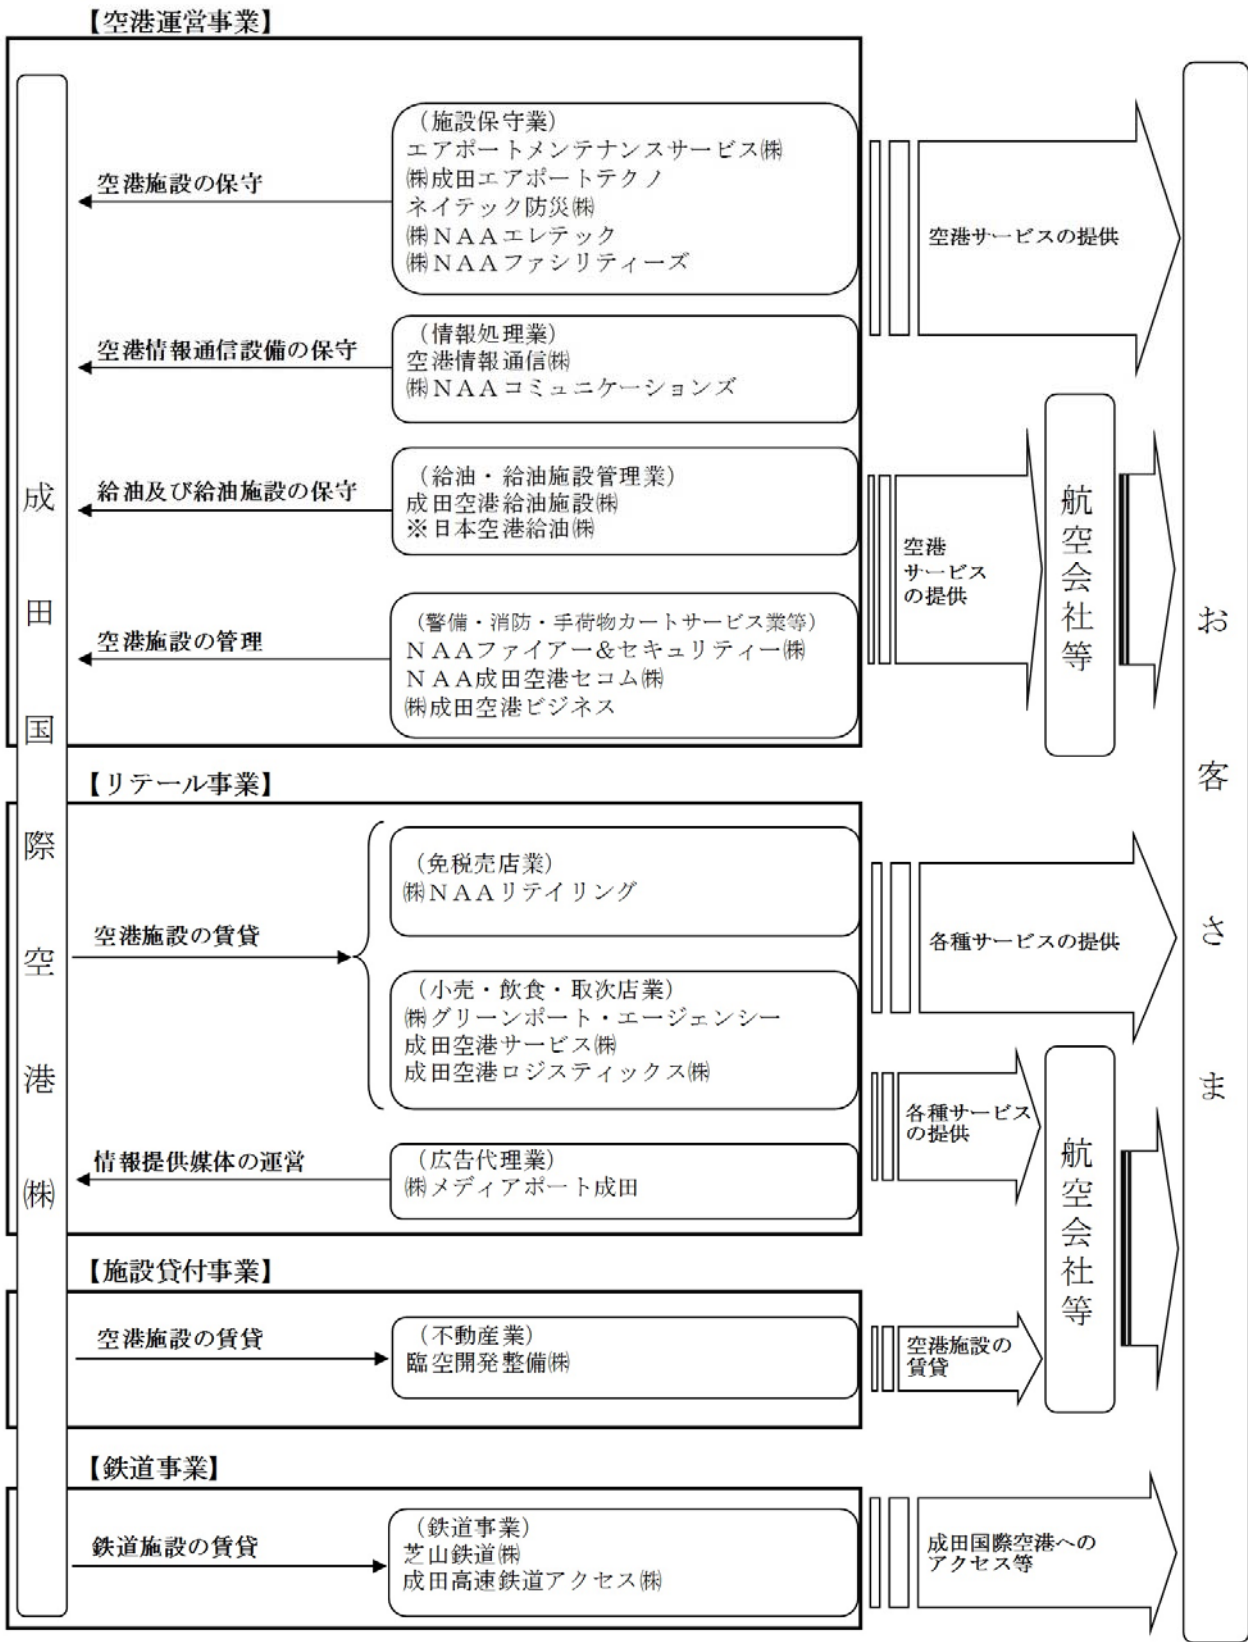 【空港運営事業】
成田国際空港㈱
空港施設の保守
（施設保守業）
エアポートメンテナンスサービス㈱
㈱成田エアポートテクノ
ネイテック防災㈱
㈱ＮＡＡエレテック
㈱ＮＡＡファシリティーズ
空港サービスの提供
空港情報通信設備の保守
（情報処理業）
空港情報通信㈱
㈱ＮＡＡコミュニケーションズ
給油及び給油施設の保守
（給油・給油施設管理業）
成田空港給油施設㈱
※日本空港給油㈱
空港
サービス
の提供
航空会社等
空港施設の管理
（警備・消防・手荷物カートサービス業等）
ＮＡＡファイアー＆セキュリティー㈱
ＮＡＡ成田空港セコム㈱
㈱成田空港ビジネス
お客さま
【リテール事業】
空港施設の賃貸
（免税売店業）
㈱ＮＡＡリテイリング
各種サービスの提供
（小売・飲食・取次店業）
㈱グリーンポート・エージェンシー
成田空港サービス㈱
成田空港ロジスティックス㈱
各種サービス
の提供
航空会社等
情報提供媒体の運営
（広告代理業）
㈱メディアポート成田
【施設貸付事業】
空港施設の賃貸
（不動産業）
臨空開発整備㈱
空港施設の
賃貸
【鉄道事業】
鉄道施設の賃貸
（鉄道事業）
芝山鉄道㈱
成田高速鉄道アクセス㈱
成田国際空港への
アクセス等